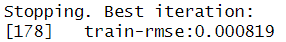 Stopping. Best iteration:
[178]   train-rmse:0.000819